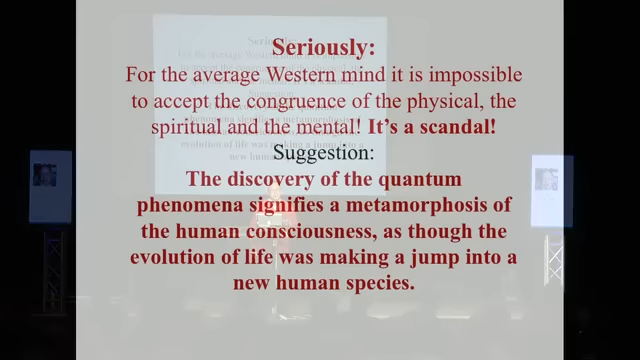 Seriously:
For the average Western mind it is impossible
to accept the congruence of the physical, the
spiritual and the mental! It's a scandal!
Suggestion:
The discovery of the quantum
phenomena signifies a metamorphosis of
the human consciousness, as though the
evolution of life was making a jump into a
new human species.